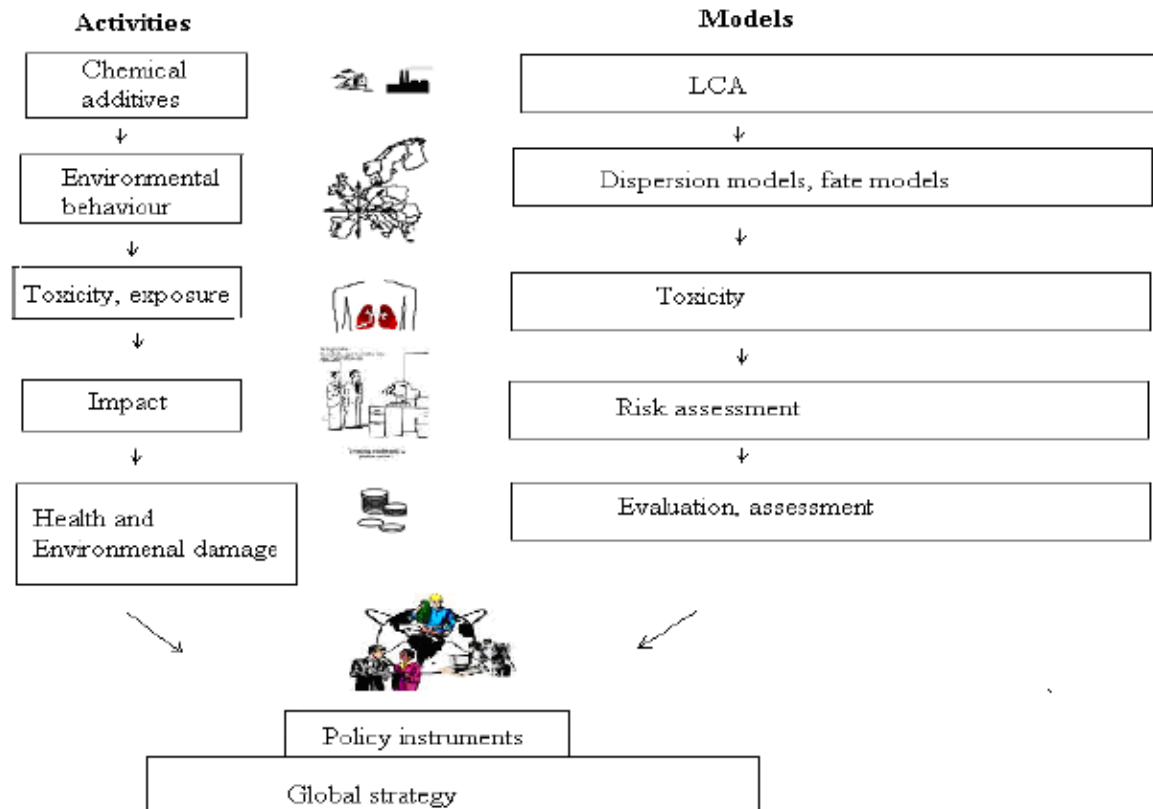 Activities
Models
Chemical
additives
LCA
Environmental
behaviour
Dispersion models, fate models
Toxicity, exposure
Toxicity
Impact
Risk assessment
Health and
Environmenal damage
Evaluation, assessment
Policy instruments
Global strategy